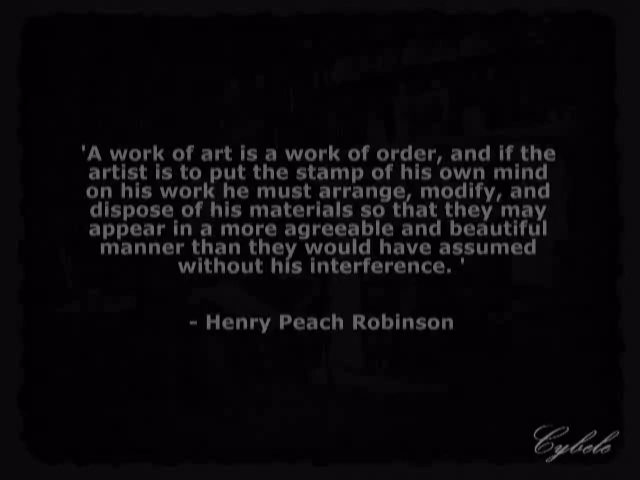 'A work of art is a work of order, and if the
artist is to put the stamp of his own mind
on his work he must arrange, modify, and
dispose of his materials so that they may
appear in a more agreeable and beautiful
manner than they would have assumed
without his interference. '
- Henry Peach Robinson
Cybele